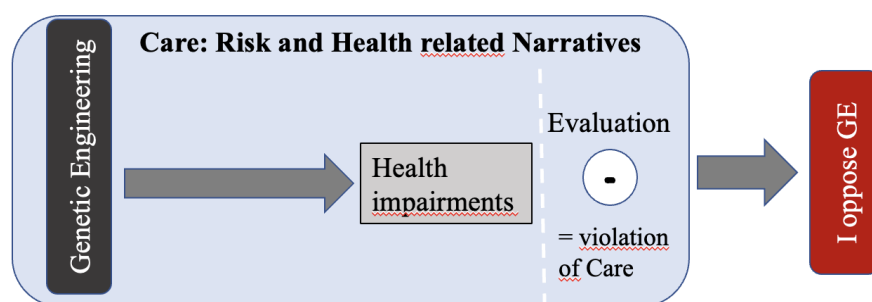 Genetic Engineering
Care: Risk and Health related Narratives
Health
impairments
Evaluation
-
= violation
of Care
I oppose GE